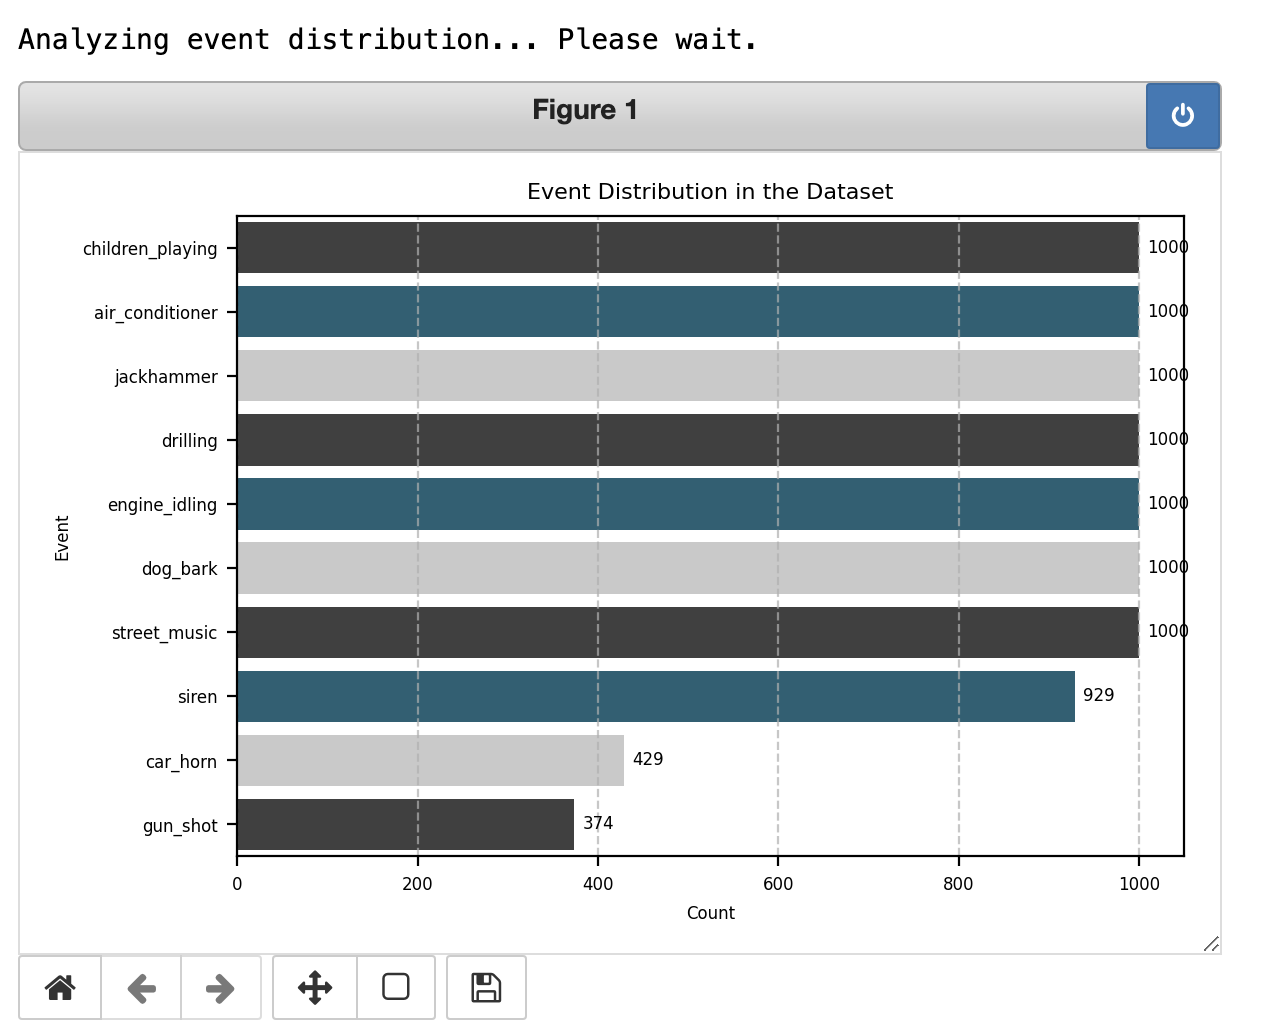 Analyzing event distribution... Please wait.
Figure 1
Event Distribution in the Dataset
children_playing 1000
air_conditioner 1000
jackhammer 1000
drilling 1000
engine_idling 1000
dog_bark 1000
street_music 1000
siren 929
car_horn 429
gun_shot 374
Event
0 200 400 600 800 1000
Count